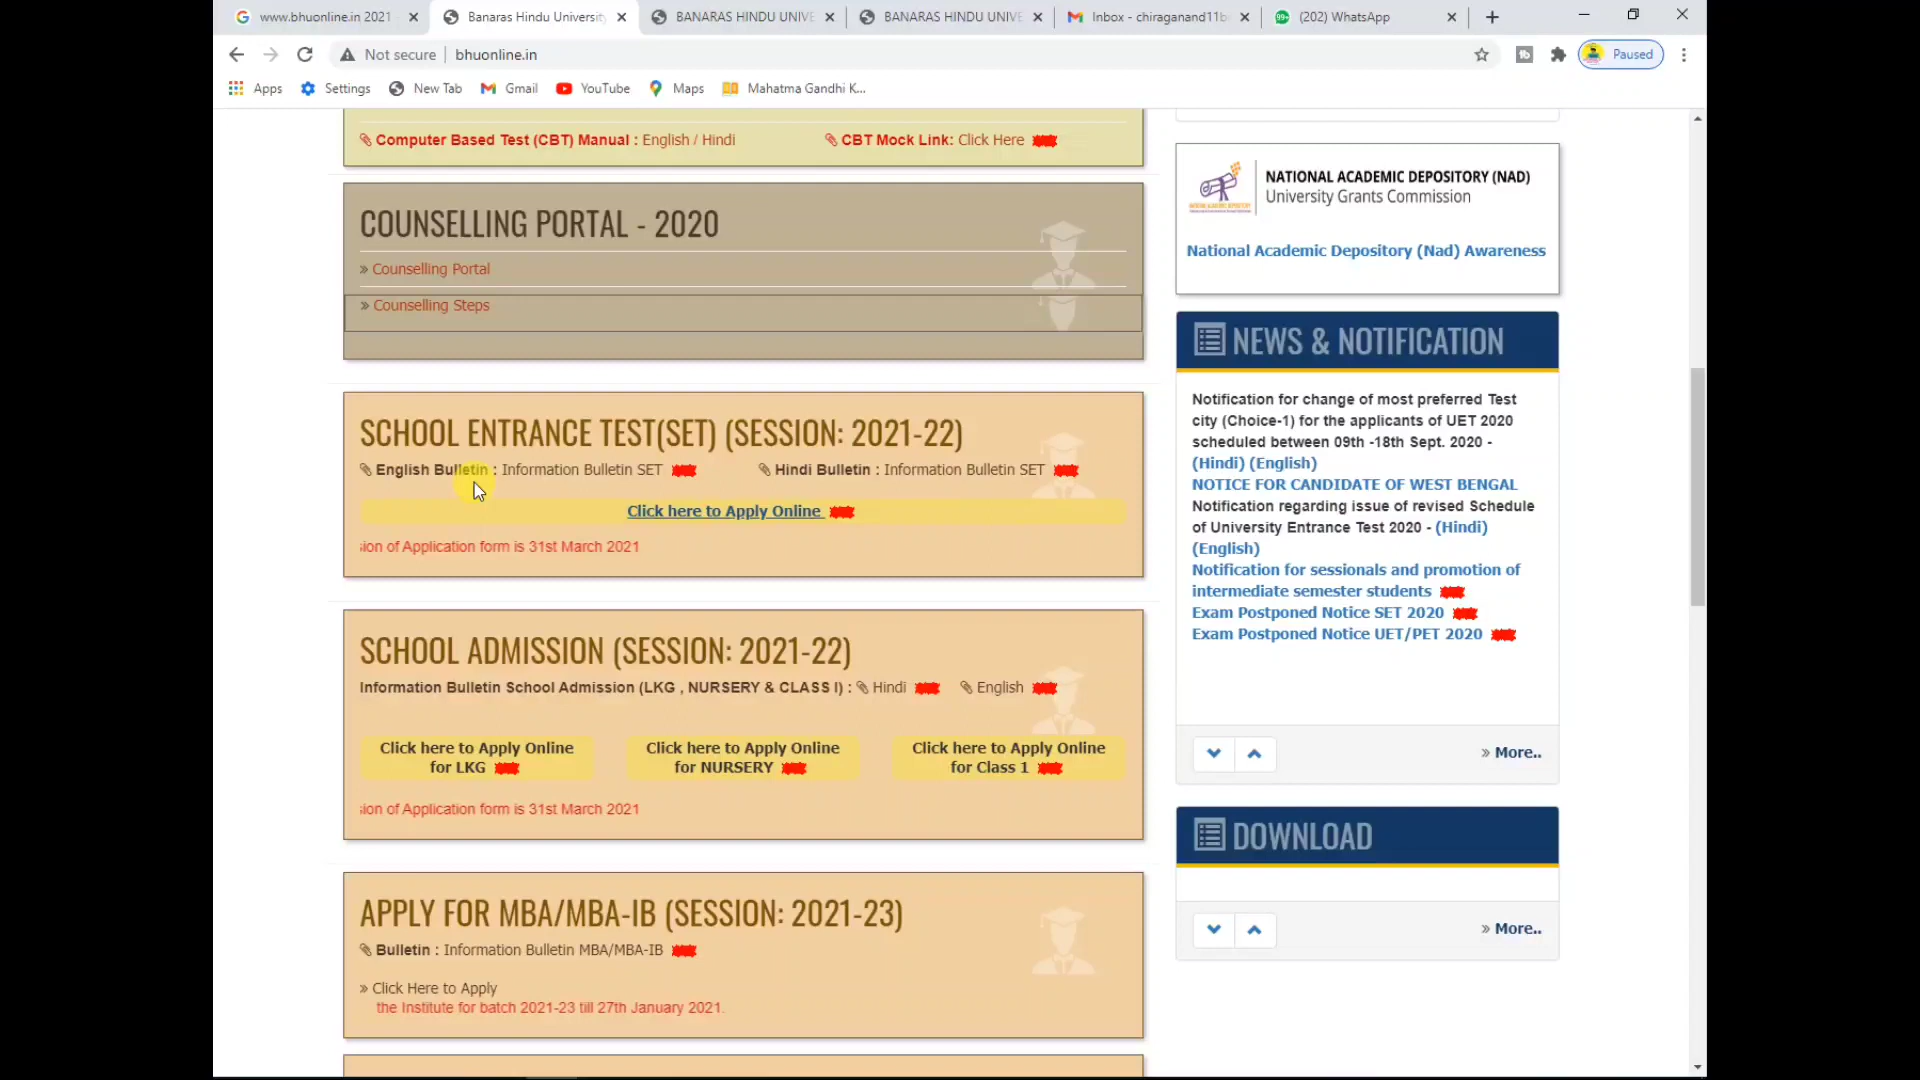 www.bhuonline.in 2021
Banaras Hindu University
BANARAS HINDU UNIVE
BANARAS HINDU UNIVE
Inbox - chiraganand11b
99+ (202) WhatsApp
Not secure
bhuonline.in
Paused
Apps
Settings
New Tab
Gmail
YouTube
Maps
Mahatma Gandhi K...
Computer Based Test (CBT) Manual : English / Hindi
CBT Mock Link: Click Here
COUNSELLING PORTAL - 2020
» Counselling Portal
» Counselling Steps
SCHOOL ENTRANCE TEST(SET) (SESSION: 2021-22)
English Bulletin : Information Bulletin SET
Hindi Bulletin : Information Bulletin SET
Click here to Apply Online
ion of Application form is 31st March 2021
SCHOOL ADMISSION (SESSION: 2021-22)
Information Bulletin School Admission (LKG , NURSERY & CLASS I) : Hindi English
Click here to Apply Online
for LKG
Click here to Apply Online
for NURSERY
Click here to Apply Online
for Class 1
ion of Application form is 31st March 2021
APPLY FOR MBA/MBA-IB (SESSION: 2021-23)
Bulletin : Information Bulletin MBA/MBA-IB
» Click Here to Apply
the Institute for batch 2021-23 till 27th January 2021.
NATIONAL ACADEMIC DEPOSITORY (NAD)
University Grants Commission
National Academic Depository (Nad) Awareness
NEWS & NOTIFICATION
Notification for change of most preferred Test
city (Choice-1) for the applicants of UET 2020
scheduled between 09th -18th Sept. 2020 -
(Hindi) (English)
NOTICE FOR CANDIDATE OF WEST BENGAL
Notification regarding issue of revised Schedule
of University Entrance Test 2020 - (Hindi)
(English)
Notification for sessionals and promotion of
intermediate semester students
Exam Postponed Notice SET 2020
Exam Postponed Notice UET/PET 2020
» More..
DOWNLOAD
» More..